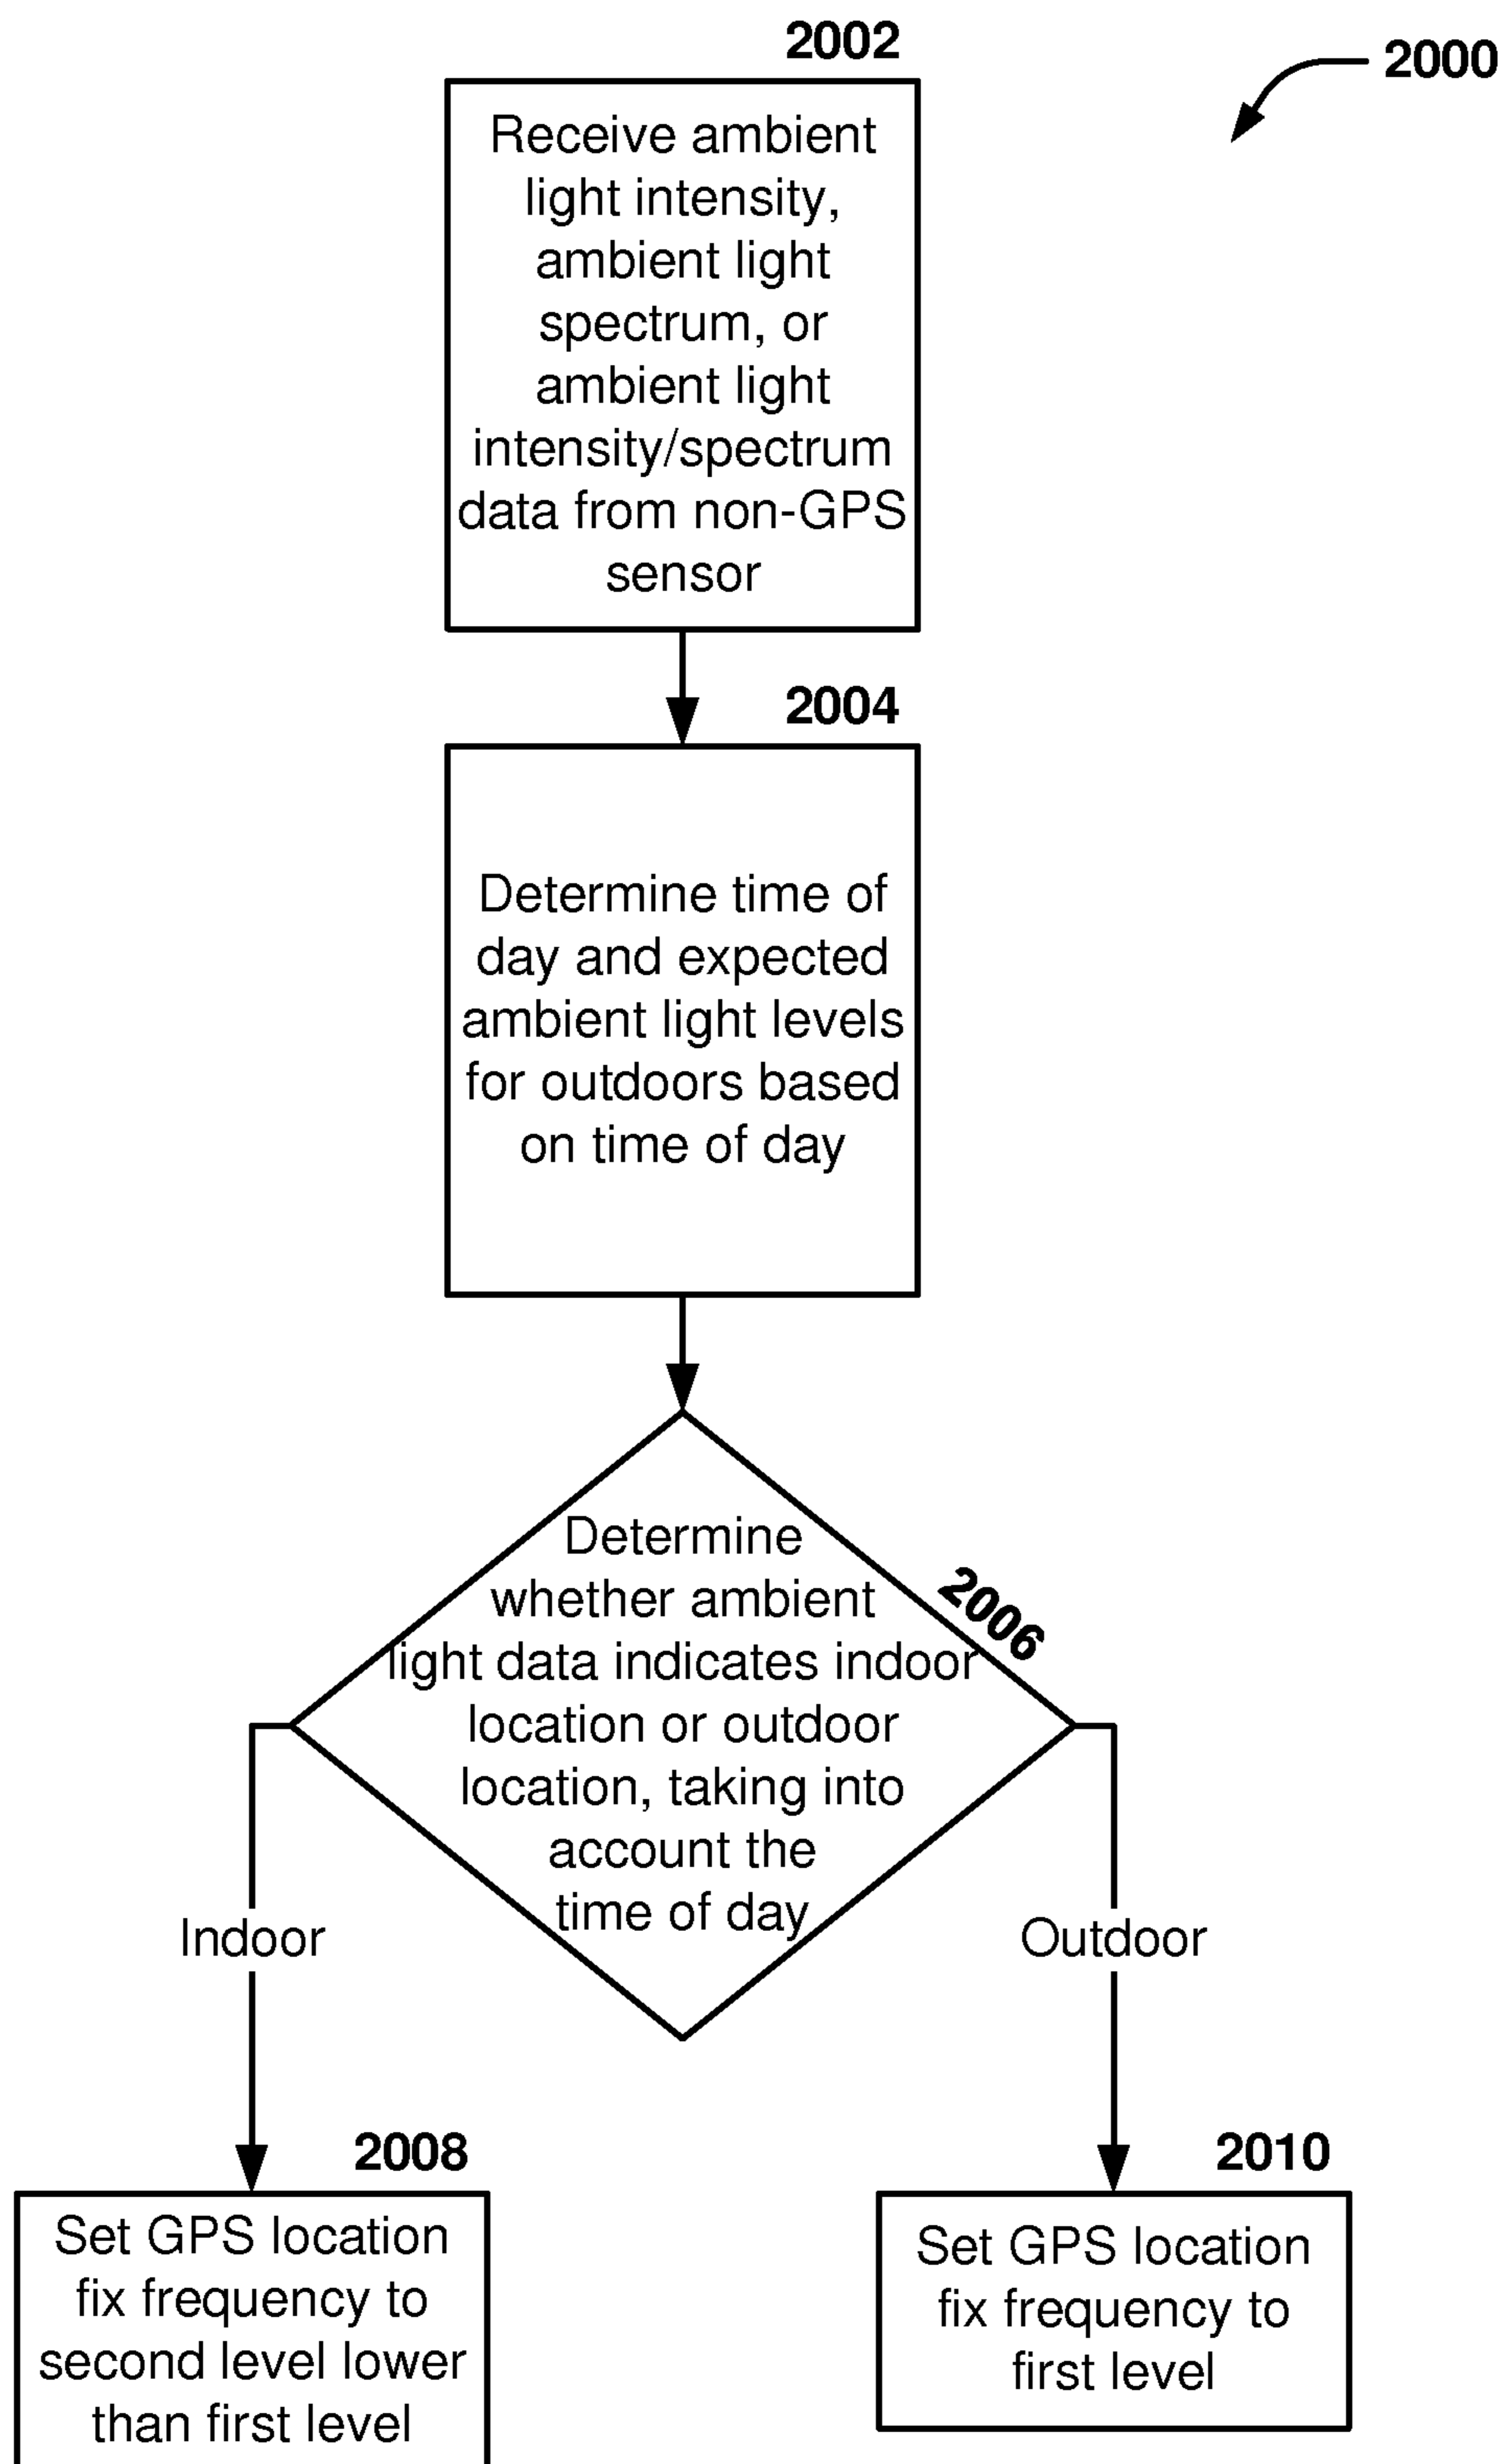 2002
2000
Receive ambient
light intensity,
ambient light
spectrum, or
ambient light
intensity/spectrum
data from non-GPS
sensor
2004
Determine time of
day and expected
ambient light levels
for outdoors based
on time of day
Determine
whether ambient
light data indicates indoor
location or outdoor
location, taking into
account the
time of day
2006
Indoor
Outdoor
2008
Set GPS location
fix frequency to
second level lower
than first level
2010
Set GPS location
fix frequency to
first level